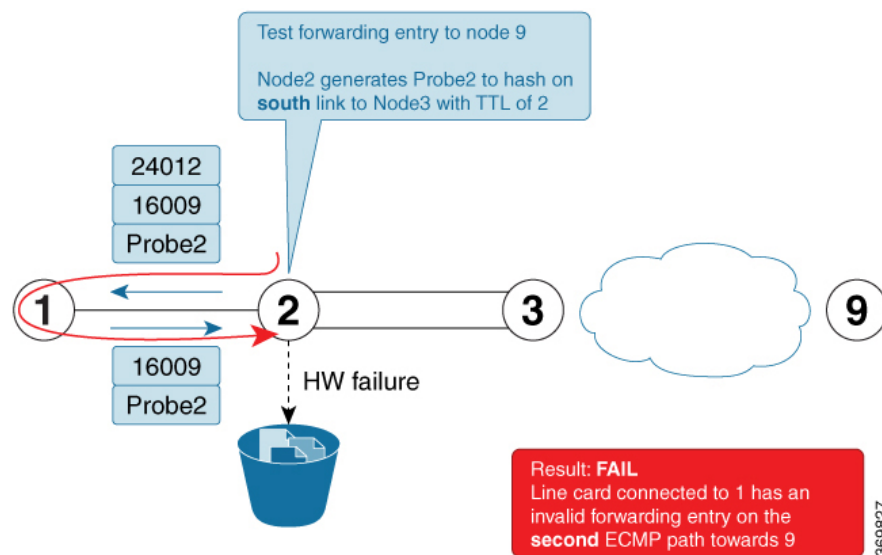 Test forwarding entry to node 9
Node2 generates Probe2 to hash on
south link to Node3 with TTL of 2
24012
16009
Probe2
1
2
3
9
16009
Probe2
HW failure
Result: FAIL
Line card connected to 1 has an
invalid forwarding entry on the
second ECMP path towards 9